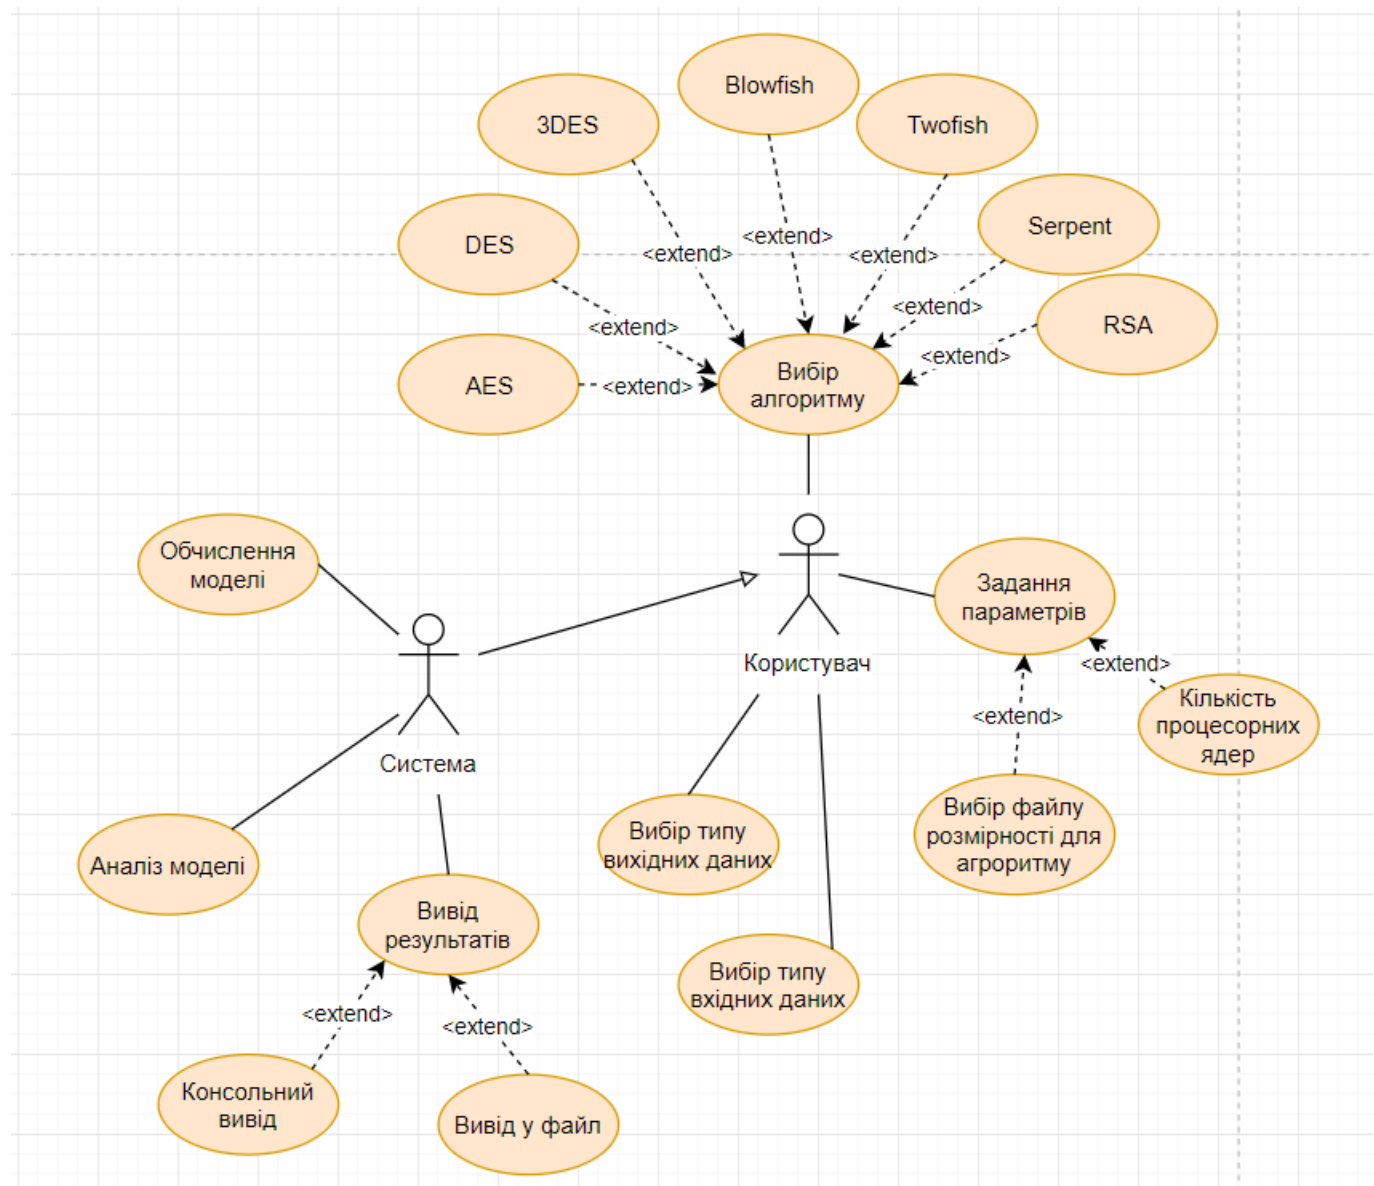 Blowfish
3DES
Twofish
Serpent
DES
<extend>
<extend>
<extend>
<extend>
<extend>
RSA
<extend>
AES
<extend>
Вибір
алгоритму
Обчислення
моделі
Задання
параметрів
Користувач
<extend>
<extend>
Кількість
процесорних
ядер
Система
Вибір файлу
розмірності для
агроритму
Вибір типу
вихідних даних
Аналіз моделі
Вивід
результатів
Вибір типу
вхідних даних
<extend>
<extend>
Консольний
вивід
Вивід у файл